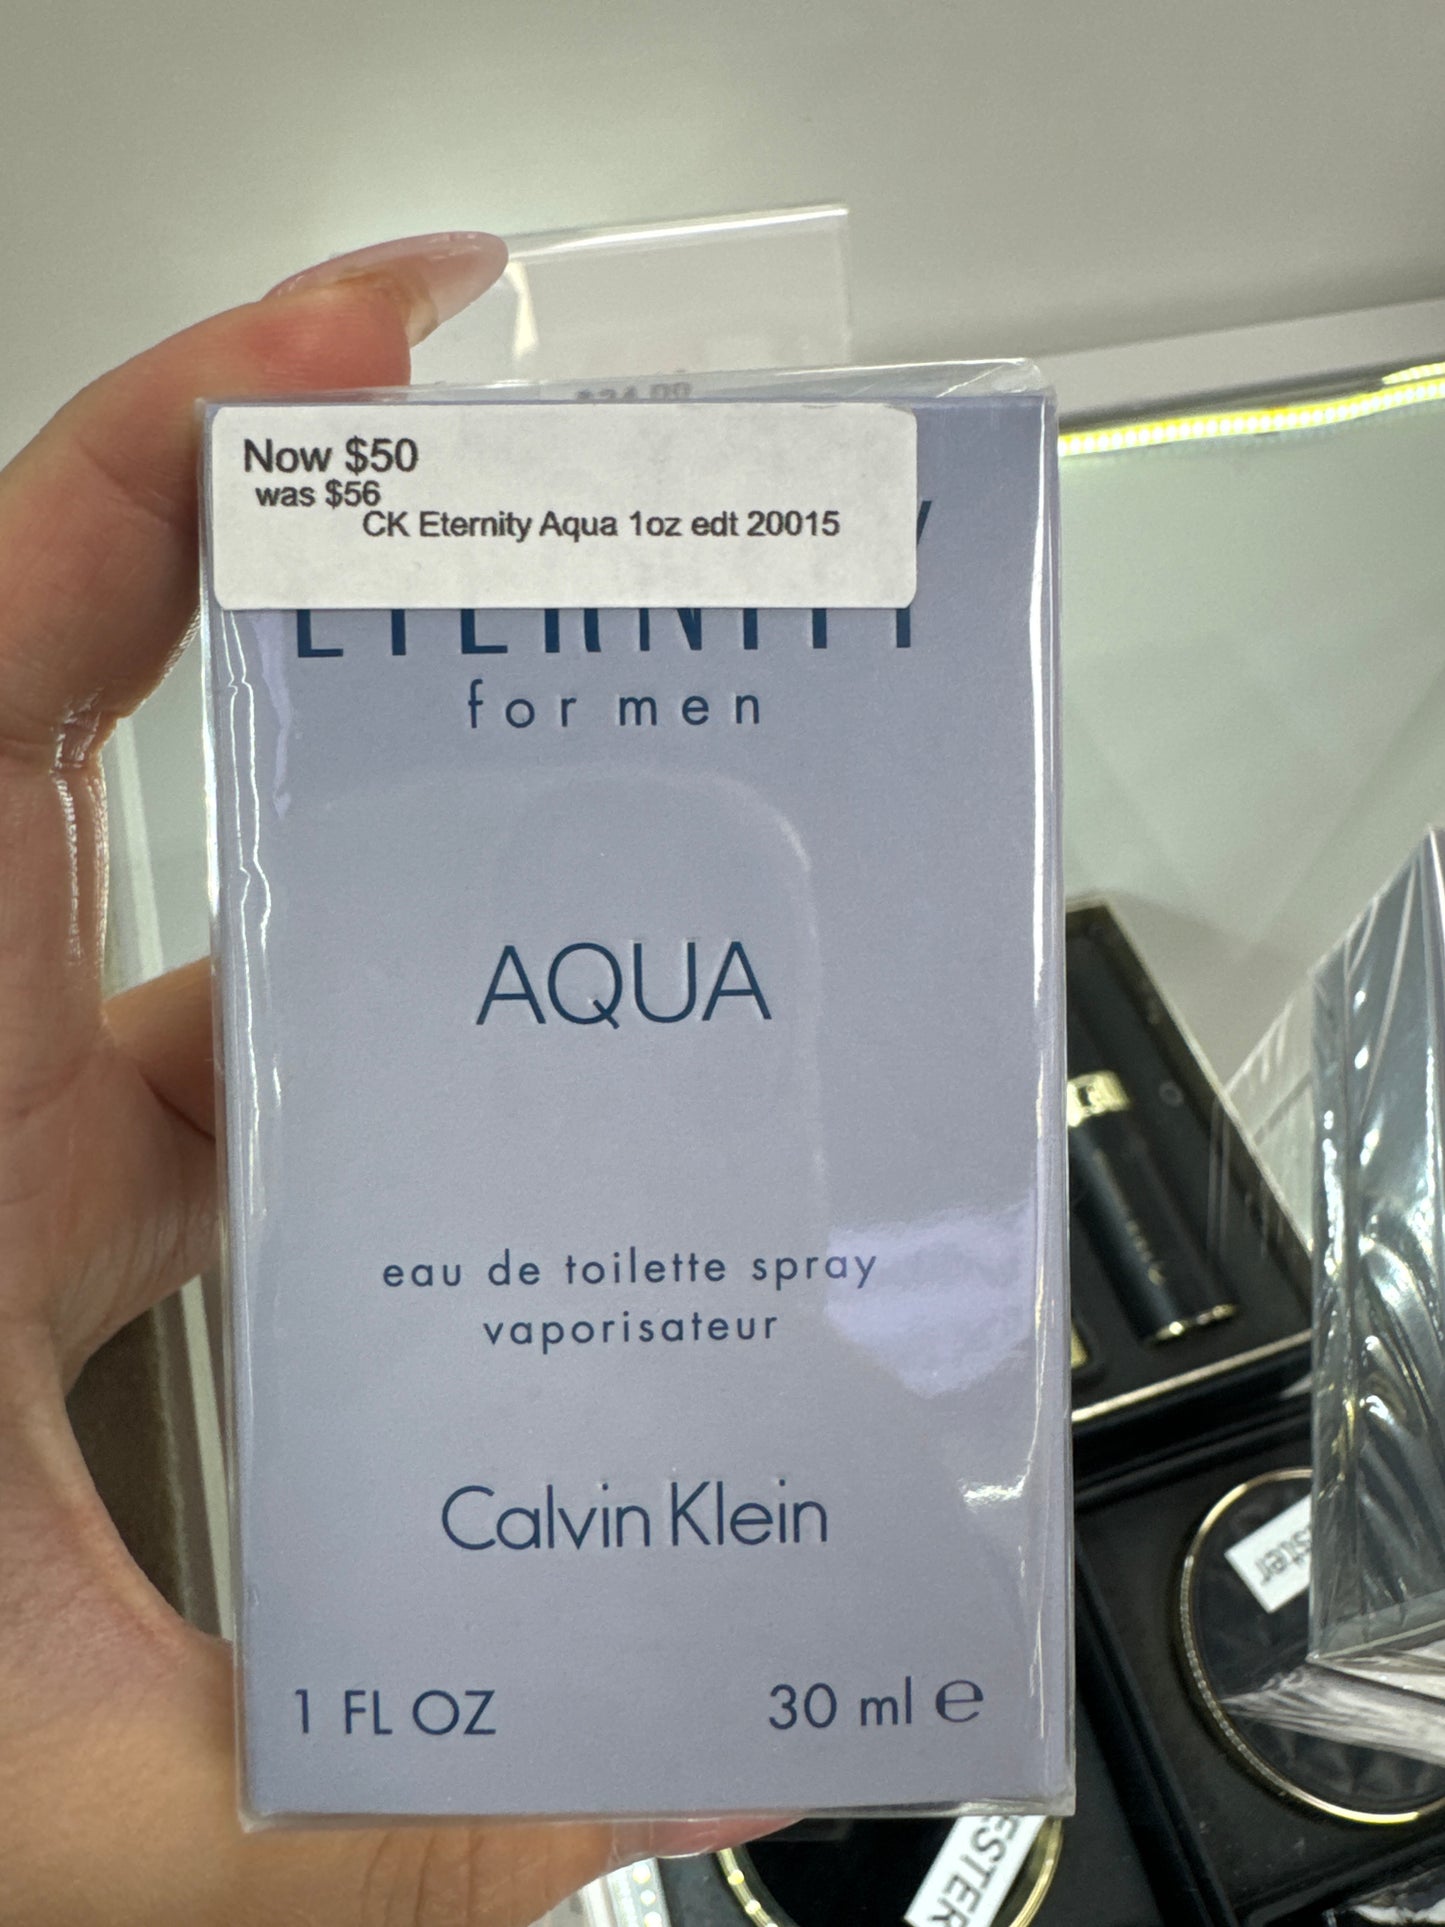 Now $50
was $56
CK Eternity Aqua 1oz edt 20015
ETERNITY
for men
AQUA
eau de toilette spray
vaporisateur
Calvin Klein
1 FL OZ 30 ml e